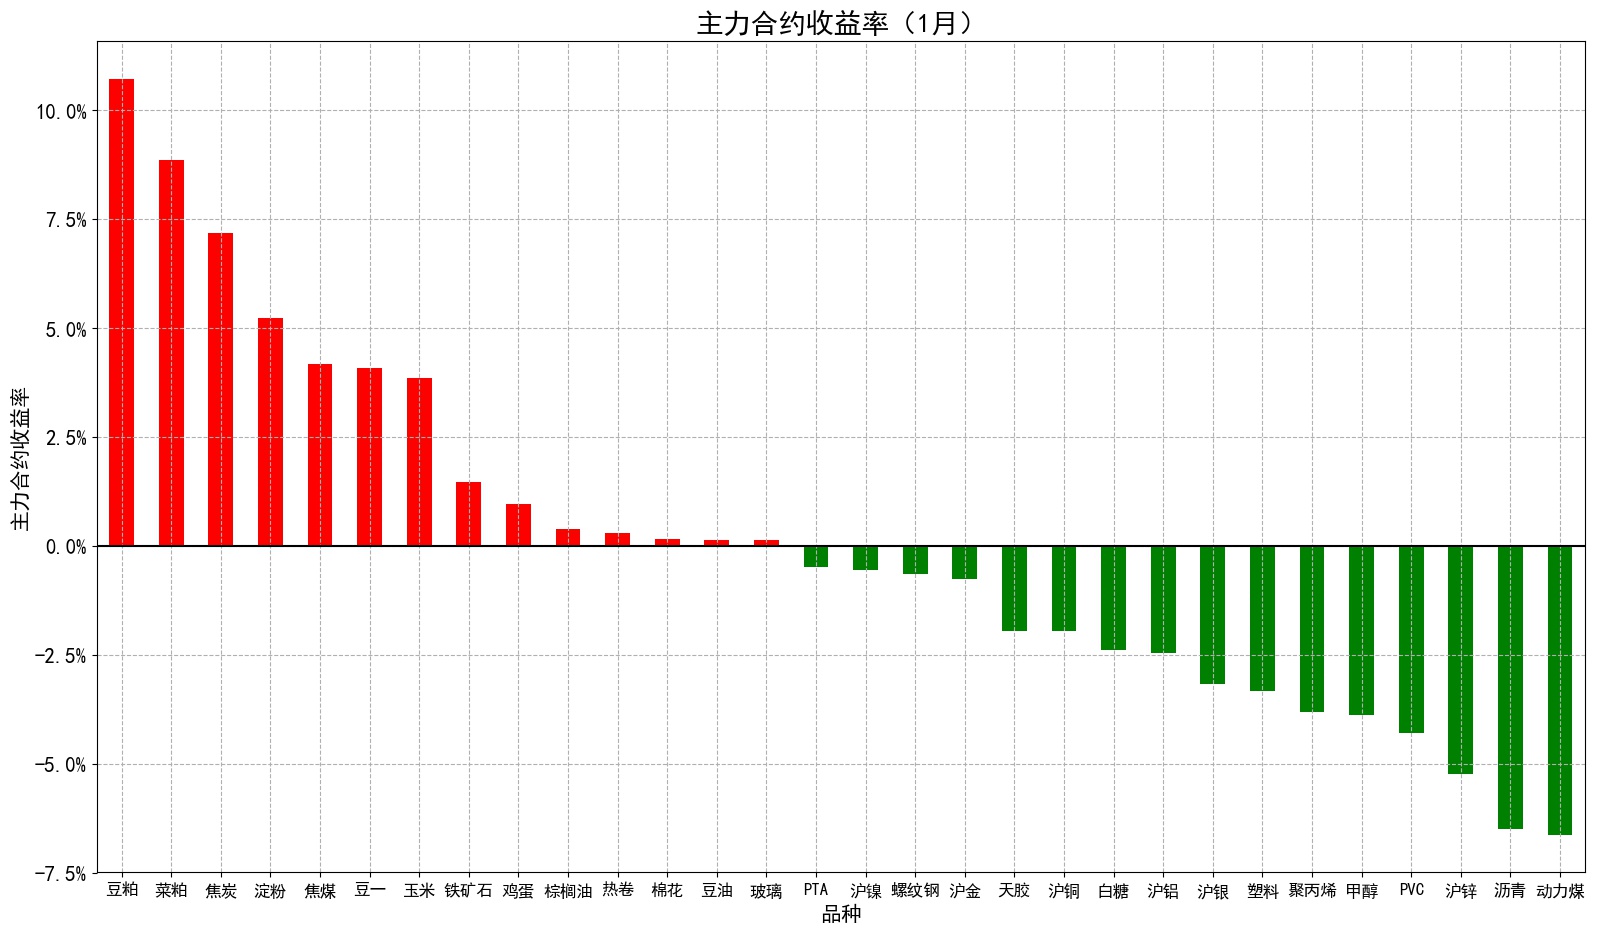 主力合约收益率（1月）
主力合约收益率
10.0%
7.5%
5.0%
2.5%
0.0%
−2.5%
−5.0%
−7.5%
豆粕 菜粕 焦炭 淀粉 焦煤 豆一 玉米 铁矿石 鸡蛋 棕榈油 热卷 棉花 豆油 玻璃 PTA 沪镍 螺纹钢 沪金 天胶 沪铜 白糖 沪铝 沪银 塑料 聚丙烯 甲醇 PVC 沪锌 沥青 动力煤
品种